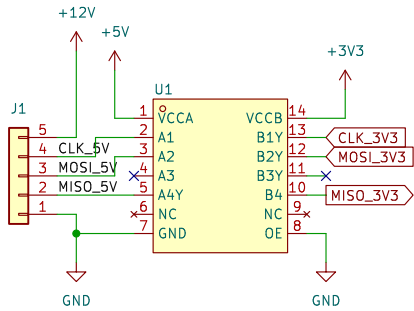 +12V
+5V
+3V3
J1
U1
5
4
3
2
1
CLK_5V
MOSI_5V
MISO_5V
1 VCCA VCCB 14
2 A1 B1Y 13 CLK_3V3
3 A2 B2Y 12 MOSI_3V3
4 A3 B3Y 11
5 A4Y B4 10 MISO_3V3
6 NC NC 9
7 GND OE 8
GND GND